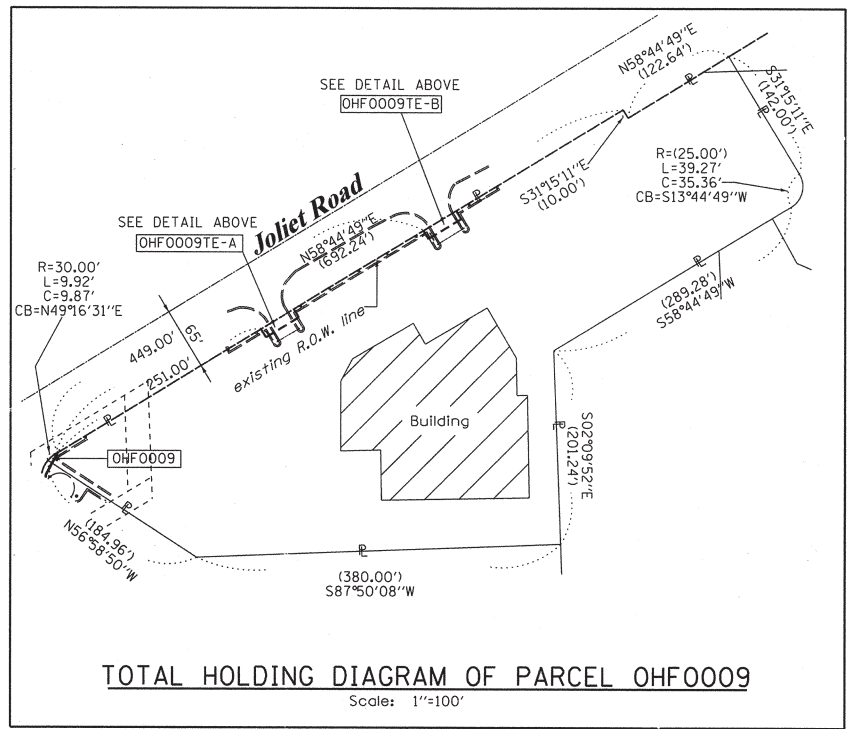 N58°44'49"E
(122.64')
S31°15'11"E
(142.00')
SEE DETAIL ABOVE
OHF0009TE-B
R=(25.00')
L=39.27'
C=35.36'
CB=S13°44'49"W
S31°15'11"E
(10.00')
Joliet Road
SEE DETAIL ABOVE
OHF0009TE-A
N58°44'49"E
(692.24')
R=30.00'
L=9.92'
C=9.87'
CB=N49°16'31"E
65'
449.00'
251.00'
existing R.O.W. line
(289.28')
S58°44'49"W
Building
OHF0009
S02°09'52"E
(201.24')
(184.96')
N56°58'50"W
(380.00')
S87°50'08"W
TOTAL HOLDING DIAGRAM OF PARCEL OHF0009
Scale: 1"=100'